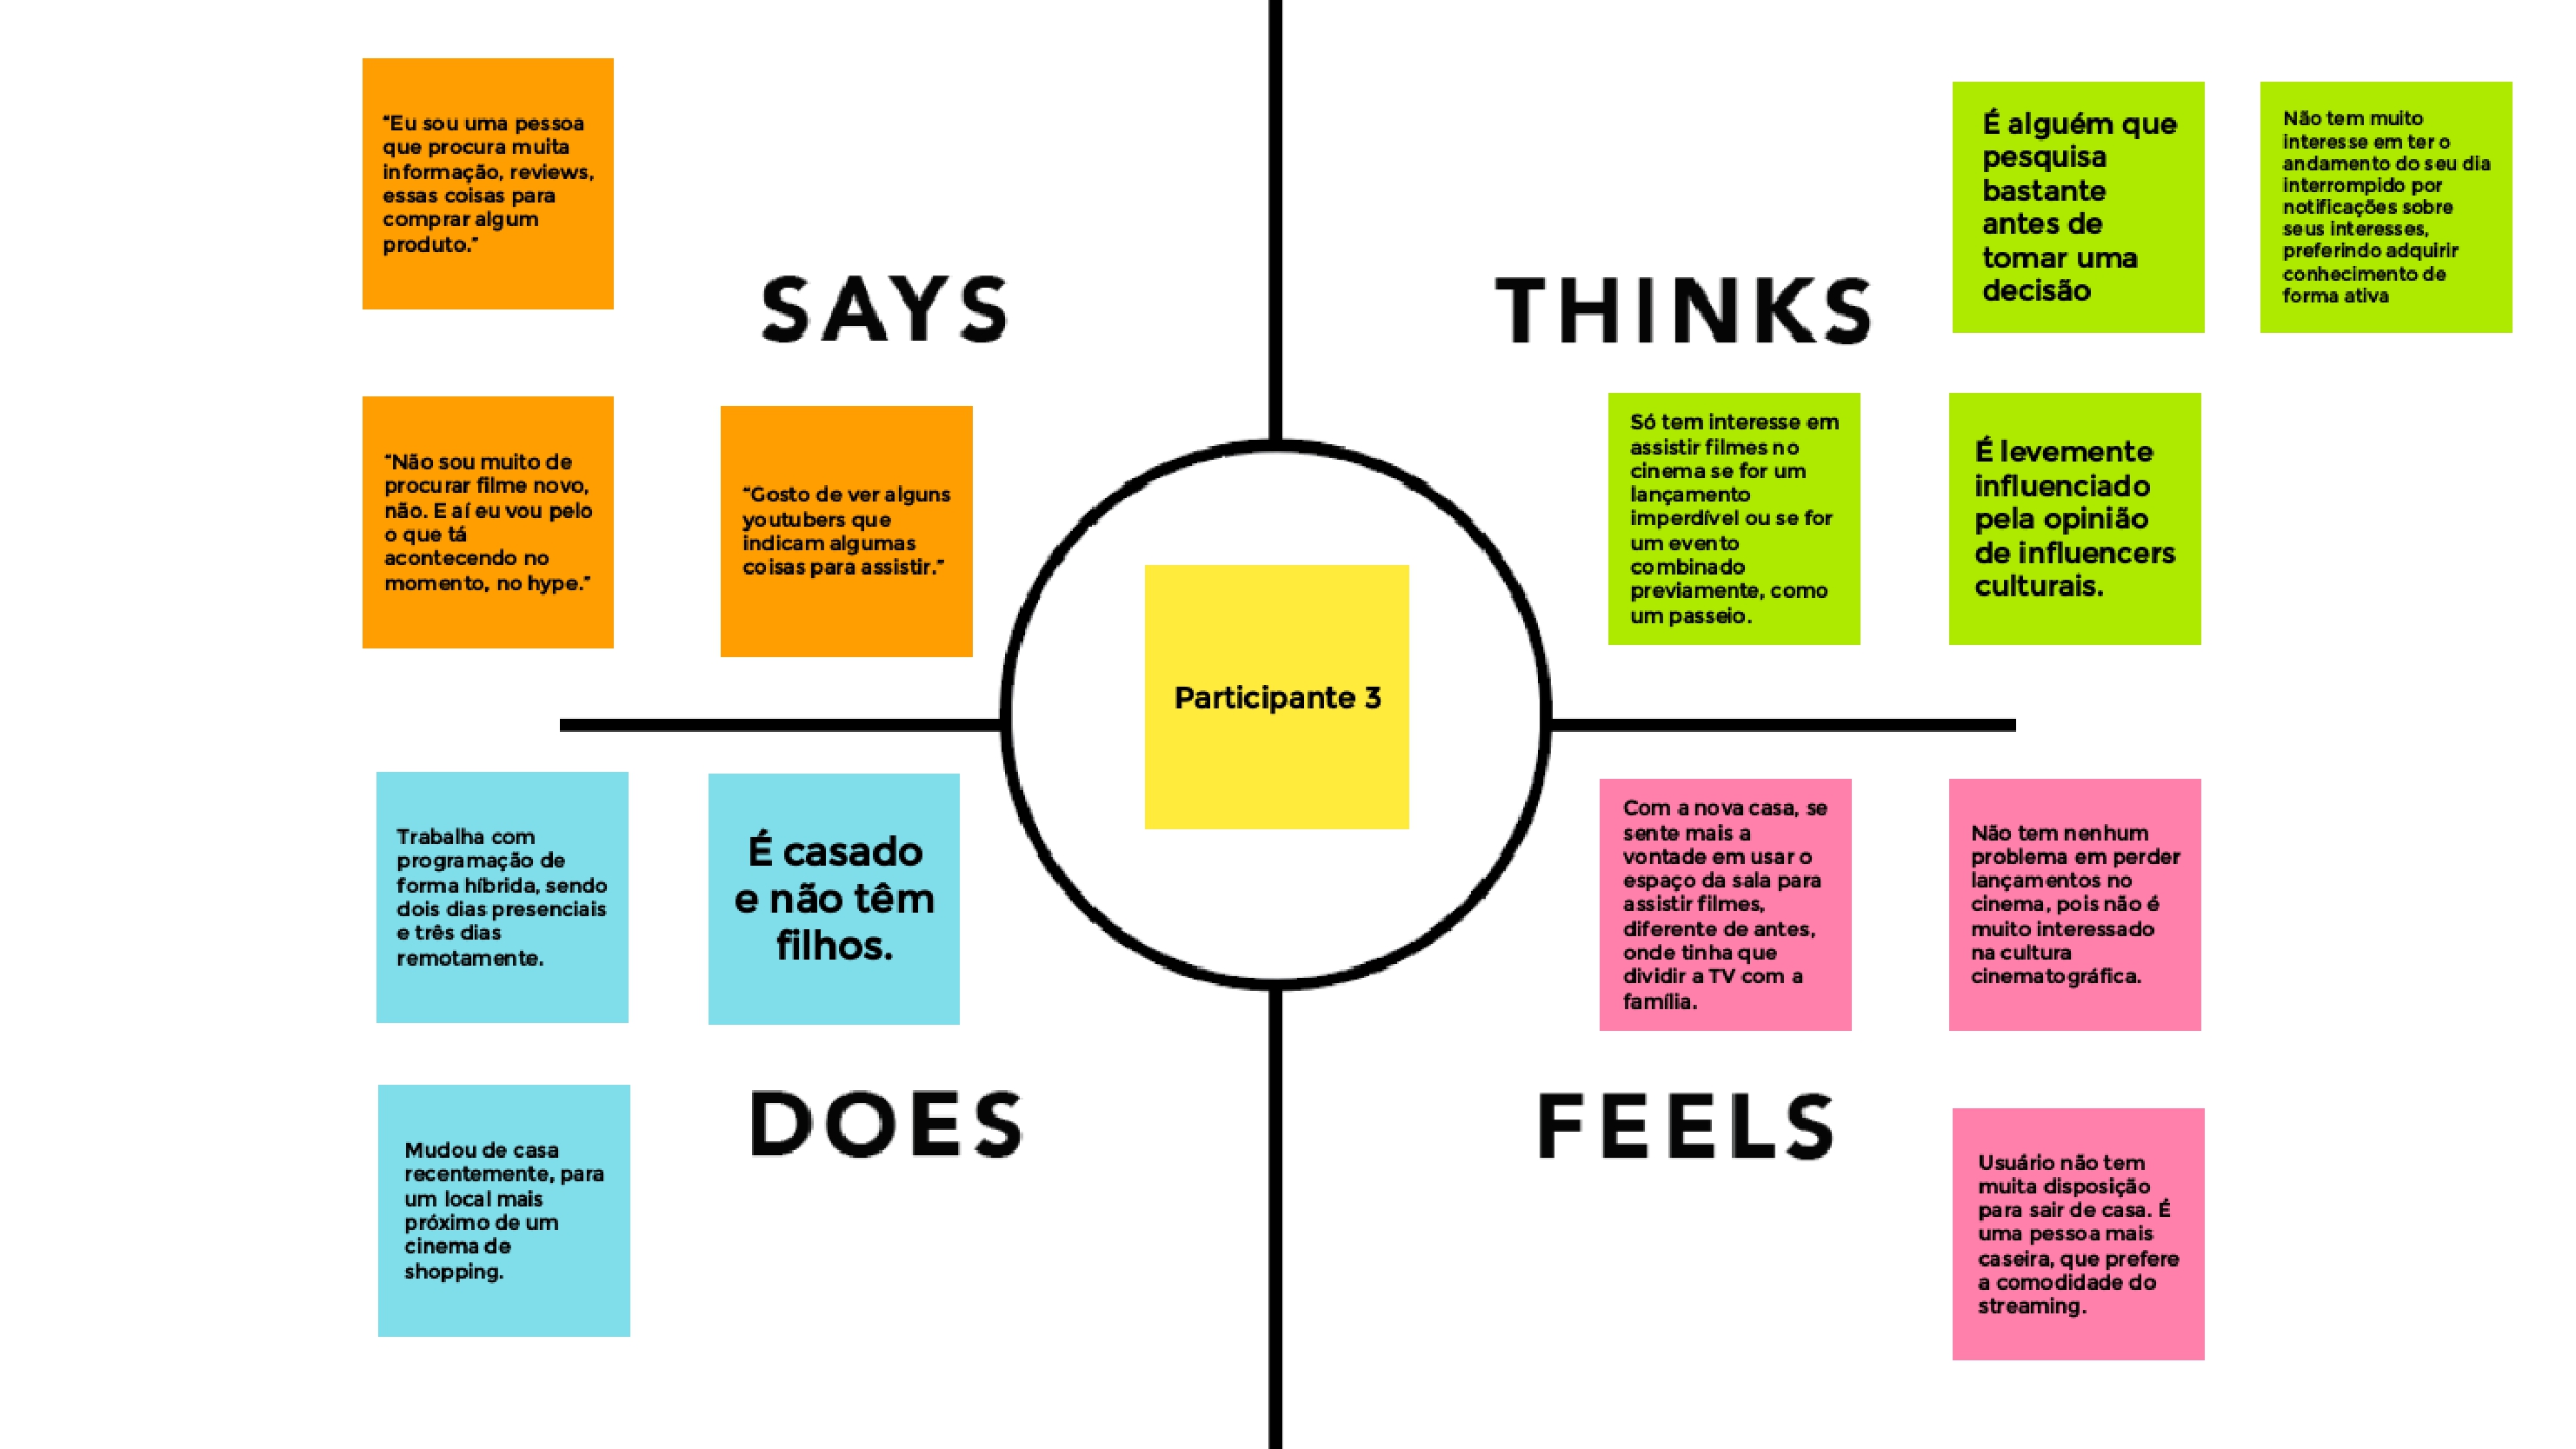 SAYS
“Eu sou uma pessoa
que procura muita
informação, reviews,
essas coisas para
comprar algum
produto.”
“Não sou muito de
procurar filme novo,
não. E aí eu vou pelo
o que tá
acontecendo no
momento, no hype.”
“Gosto de ver alguns
youtubers que
indicam algumas
coisas para assistir.”
THINKS
É alguém que
pesquisa
bastante
antes de
tomar uma
decisão
Não tem muito
interesse em ter o
andamento do seu dia
interrompido por
notificações sobre
seus interesses,
preferindo adquirir
conhecimento de
forma ativa
Só tem interesse em
assistir filmes no
cinema se for um
lançamento
imperdível ou se for
um evento
combinado
previamente, como
um passeio.
É levemente
influenciado
pela opinião
de influencers
culturais.
Participante 3
Trabalha com
programação de
forma híbrida, sendo
dois dias presenciais
e três dias
remotamente.
É casado
e não têm
filhos.
DOES
Mudou de casa
recentemente, para
um local mais
próximo de um
cinema de
shopping.
Com a nova casa, se
sente mais a
vontade em usar o
espaço da sala para
assistir filmes,
diferente de antes,
onde tinha que
dividir a TV com a
família.
Não tem nenhum
problema em perder
lançamentos no
cinema, pois não é
muito interessado
na cultura
cinematográfica.
FEELS
Usuário não tem
muita disposição
para sair de casa. É
uma pessoa mais
caseira, que prefere
a comodidade do
streaming.